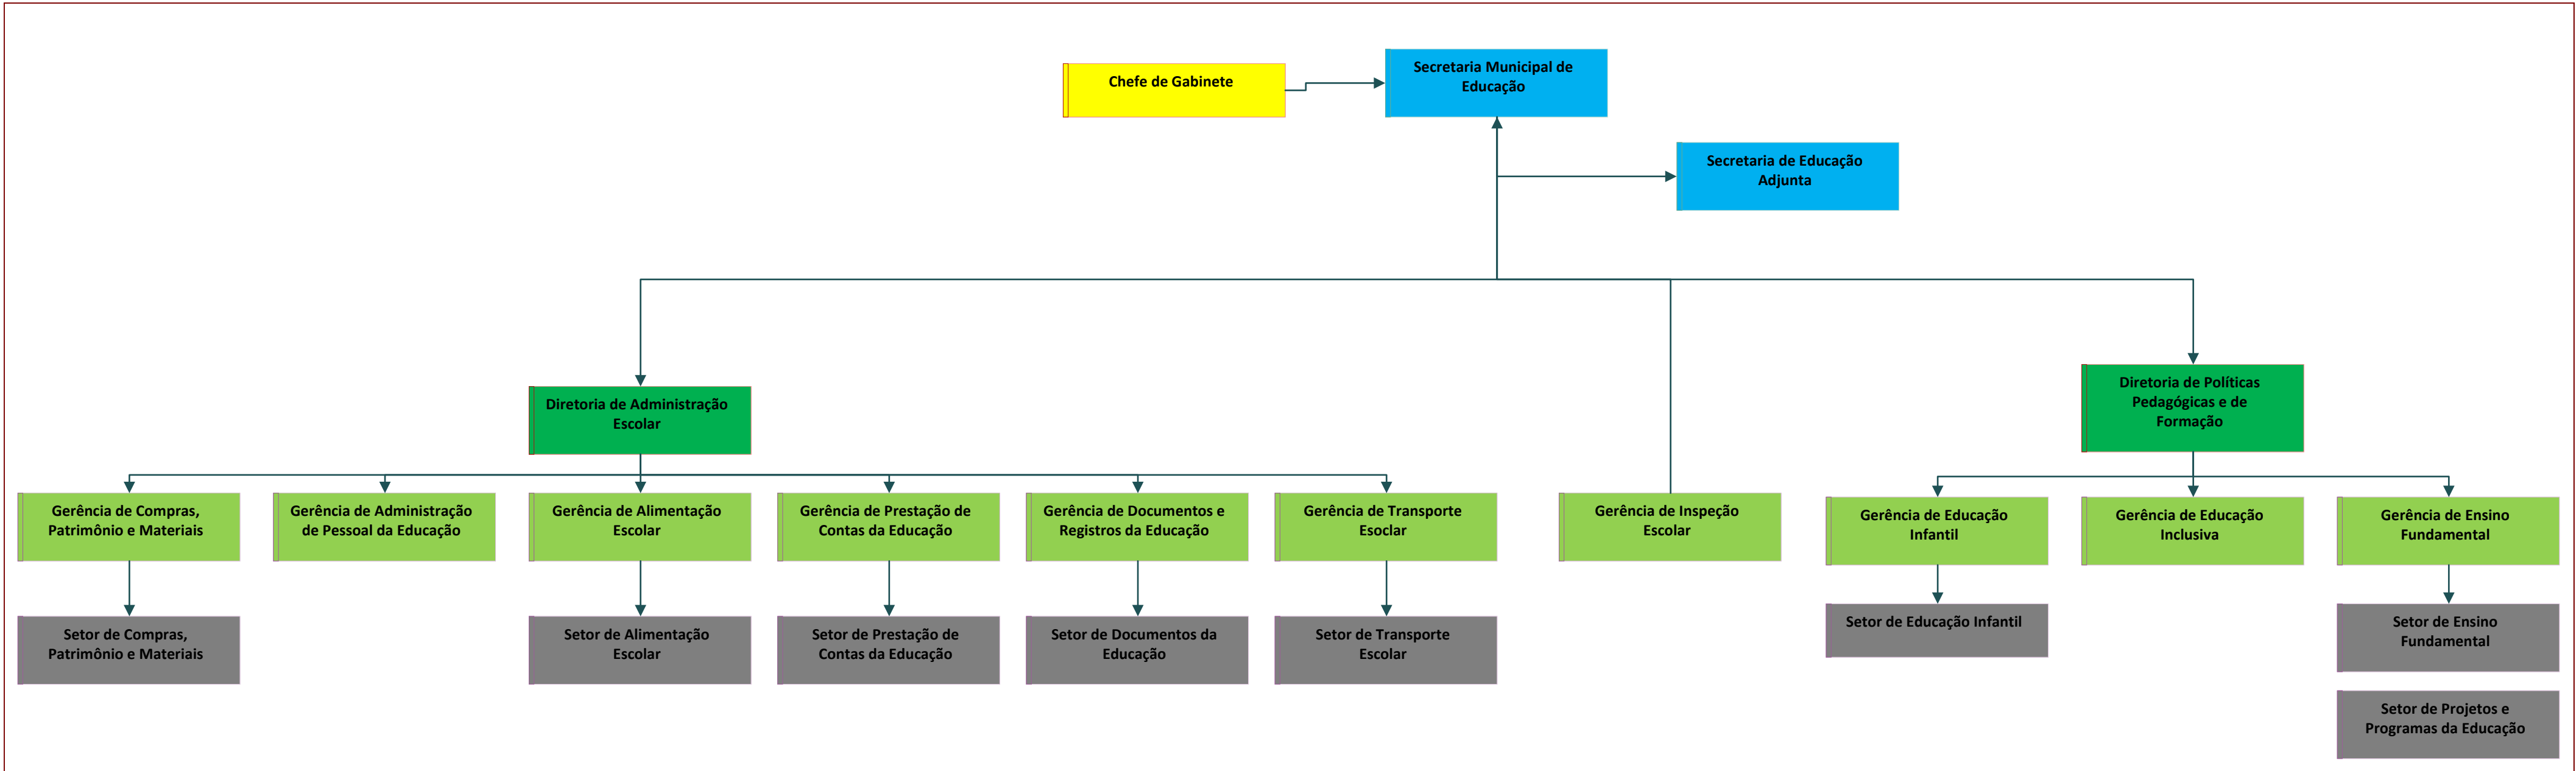 Chefe de Gabinete
Secretaria Municipal de
Educação
Secretaria de Educação
Adjunta
Diretoria de Administração
Escolar
Diretoria de Políticas
Pedagógicas e de
Formação
Gerência de Compras,
Patrimônio e Materiais
Gerência de Administração
de Pessoal da Educação
Gerência de Alimentação
Escolar
Gerência de Prestação de
Contas da Educação
Gerência de Documentos e
Registros da Educação
Gerência de Transporte
Esoclar
Gerência de Inspeção
Escolar
Gerência de Educação
Infantil
Gerência de Educação
Inclusiva
Gerência de Ensino
Fundamental
Setor de Compras,
Patrimônio e Materiais
Setor de Alimentação
Escolar
Setor de Prestação de
Contas da Educação
Setor de Documentos da
Educação
Setor de Transporte
Escolar
Setor de Educação Infantil
Setor de Ensino
Fundamental
Setor de Projetos e
Programas da Educação